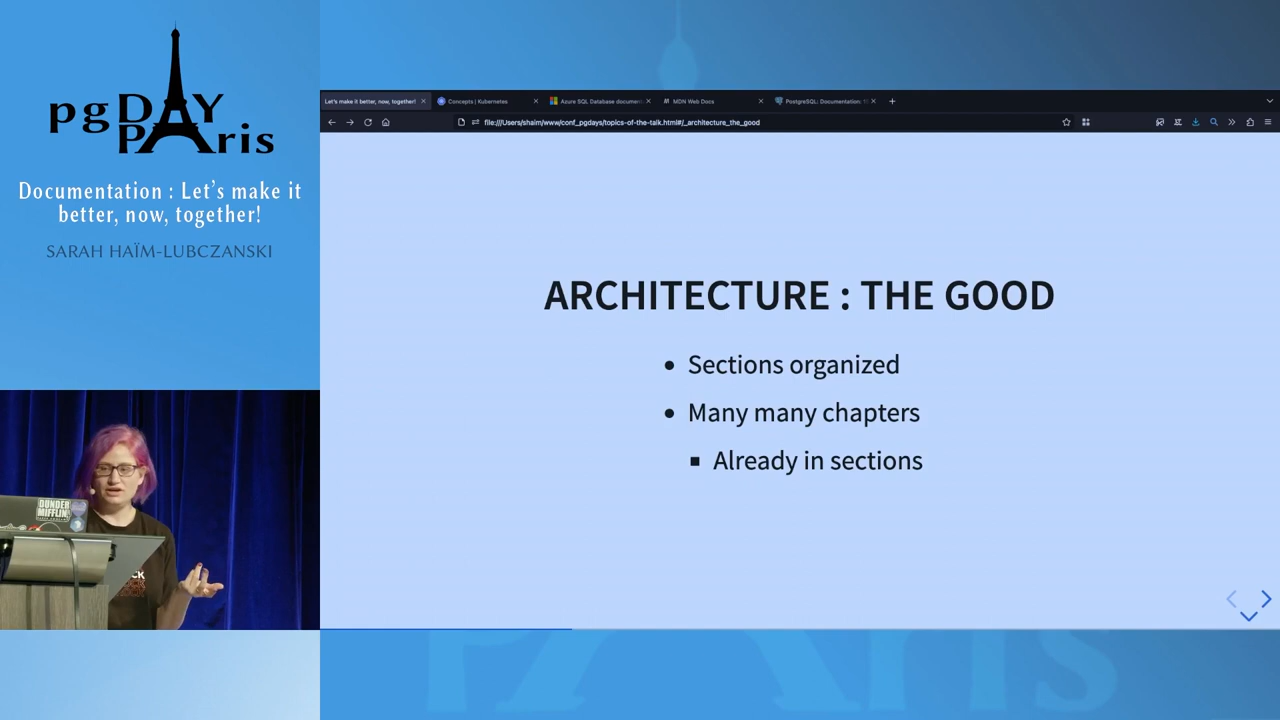 pgDAY
PAris
Documentation : Let's make it
better, now, together!
SARAH HAÏM-LUBCZANSKI
Let's make it better, now, together!
Concepts | Kubernetes
Azure SQL Database documen
MDN Web Docs
PostgreSQL: Documentation:
file:///Users/shaim/www/conf_pgdays/topics-of-the-talk.html#/_architecture_the_good
ARCHITECTURE : THE GOOD
Sections organized
Many many chapters
Already in sections
DUNDER
MIFFLIN